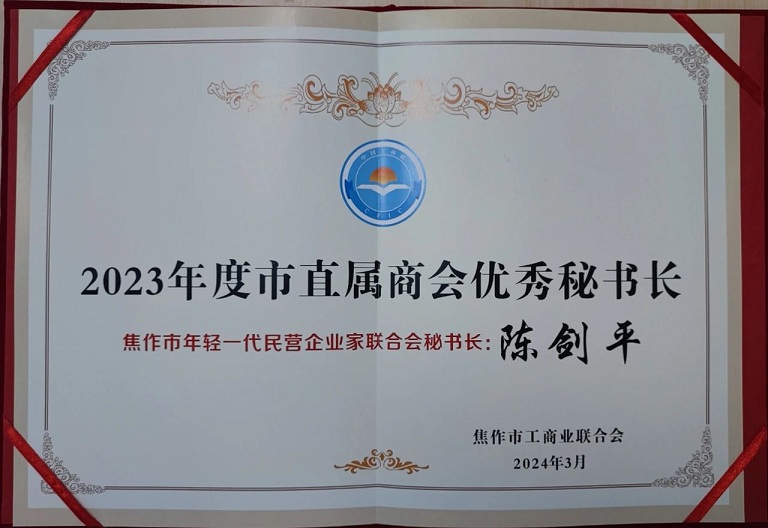 2023年度市直属商会优秀秘书长
焦作市年轻一代民营企业家联合会秘书长：陈剑平
焦作市工商业联合会
2024年3月